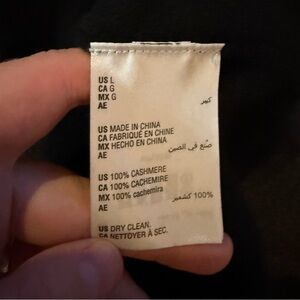 US L
CA G
MX G
AE كبير
US MADE IN CHINA
CA FABRIQUÉ EN CHINE
MX HECHO EN CHINA
AE صنع في الصين
US 100% CASHMERE
CA 100% CACHEMIRE
MX 100% cachemira
AE 100% كشمير
US DRY CLEAN.
CA NETTOYER À SEC.